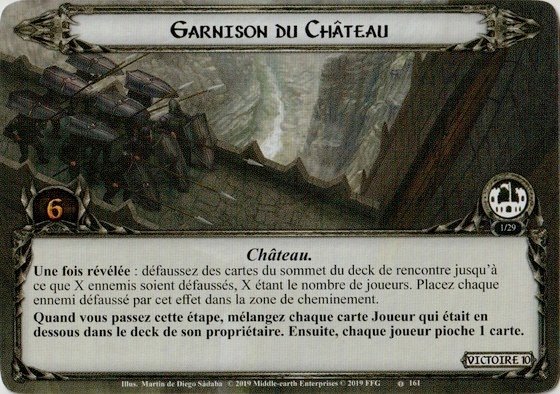 Garnison du Château
6
1/29
Château.
Une fois révélée : défaussez des cartes du sommet du deck de rencontre jusqu'à
ce que X ennemis soient défaussés, X étant le nombre de joueurs. Placez chaque
ennemi défaussé par cet effet dans la zone de cheminement.
Quand vous passez cette étape, mélangez chaque carte Joueur qui était en
dessous dans le deck de son propriétaire. Ensuite, chaque joueur pioche 1 carte.
Victoire 10
Illus. Martin de Diego Sádaba © 2019 Middle-earth Enterprises © 2019 FFG 161